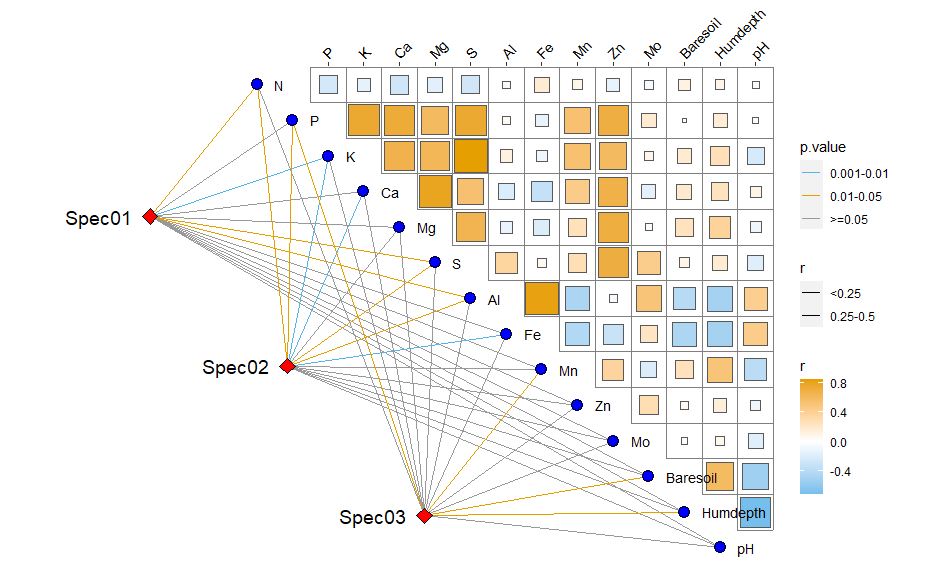 P K Ca Mg S Al Fe Mn Zn Mo Baresoil Humdepth pH
N
P
K
Ca
Mg
S
Al
Fe
Mn
Zn
Mo
Baresoil
Humdepth
pH
Spec01
Spec02
Spec03
p.value
0.001-0.01
0.01-0.05
>=0.05
r
<0.25
0.25-0.5
r
0.8
0.4
0.0
-0.4